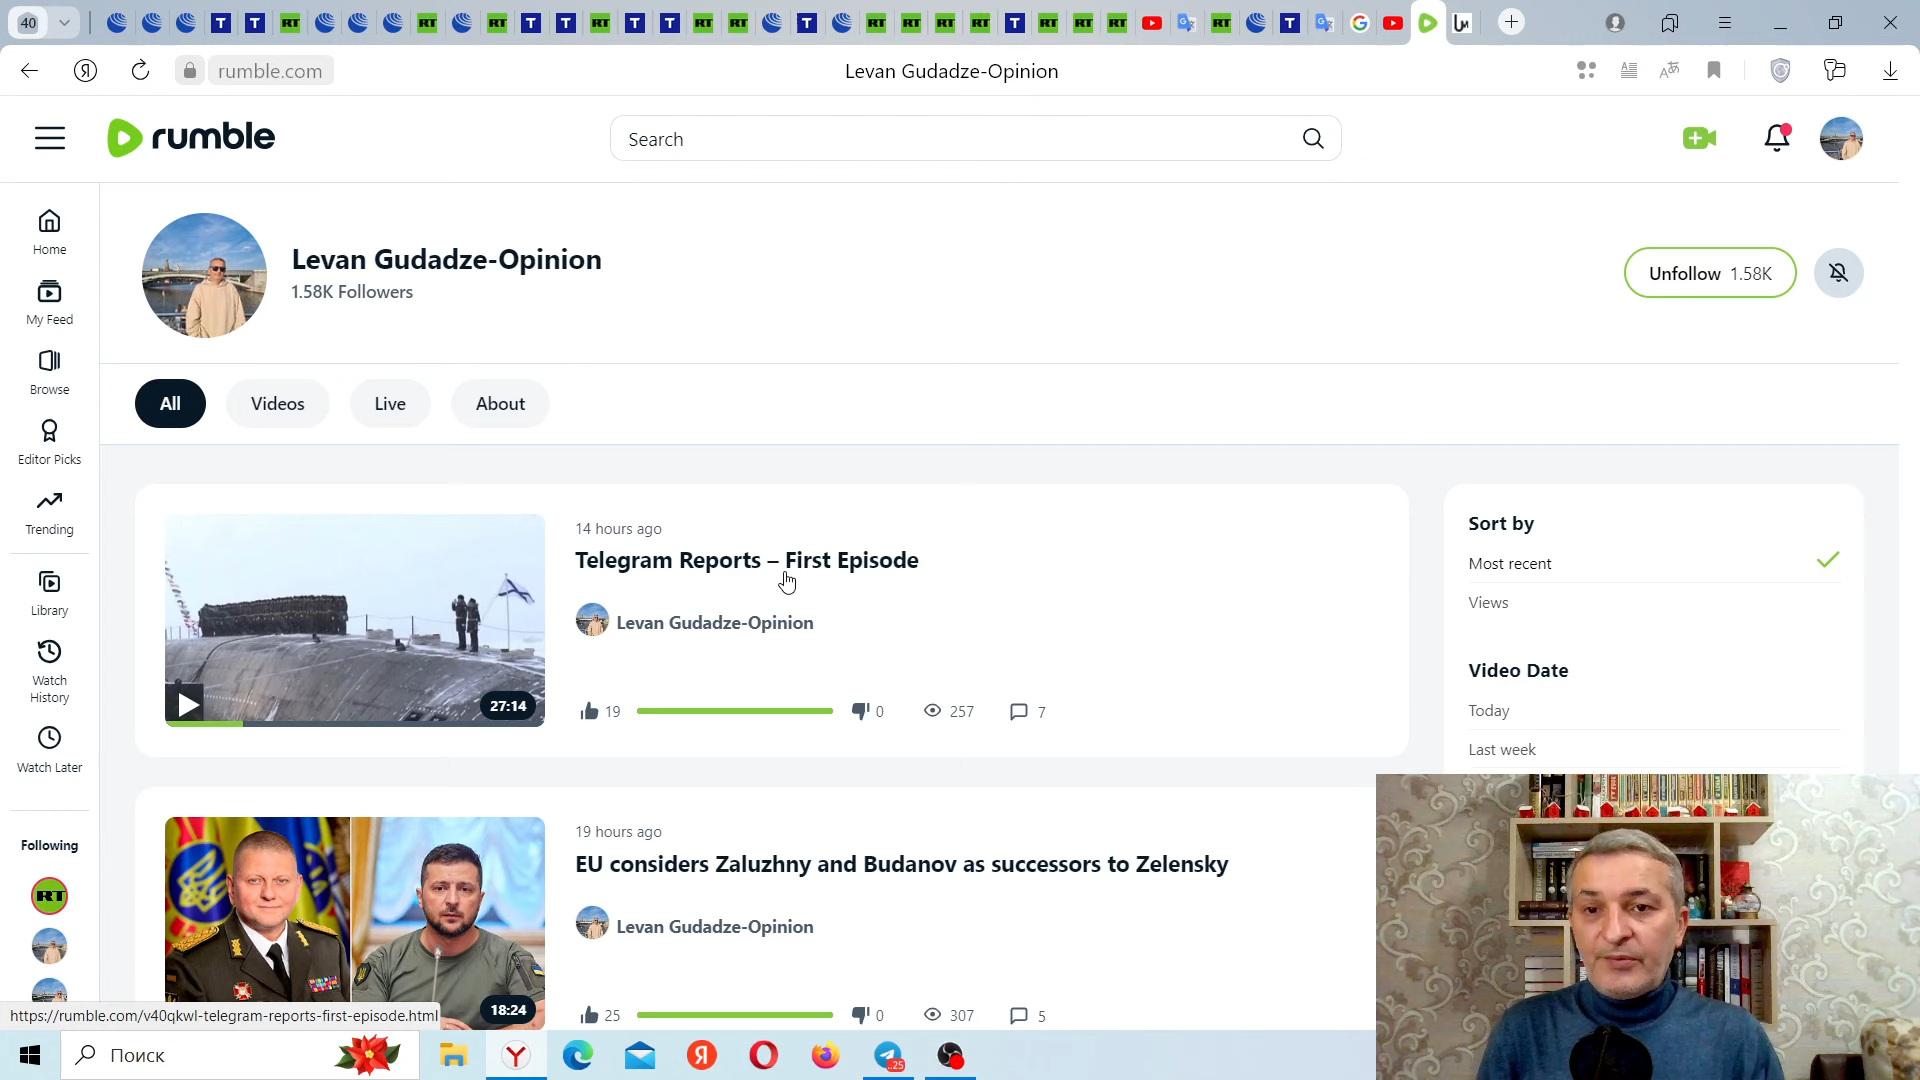 40
rumble.com
Levan Gudadze-Opinion
rumble
Search
Home
My Feed
Browse
Editor Picks
Trending
Library
Watch
History
Watch Later
Following
RT
Levan Gudadze-Opinion
1.58K Followers
Unfollow 1.58K
All
Videos
Live
About
14 hours ago
Telegram Reports – First Episode
Levan Gudadze-Opinion
27:14
19
0
257
7
19 hours ago
EU considers Zaluzhny and Budanov as successors to Zelensky
Levan Gudadze-Opinion
18:24
25
0
307
5
Sort by
Most recent
Views
Video Date
Today
Last week
https://rumble.com/v40qkwl-telegram-reports-first-episode.html
Поиск
25